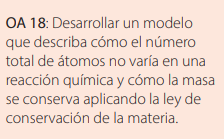 OA 18: Desarrollar un modelo
que describa cómo el número
total de átomos no varía en una
reacción química y cómo la masa
se conserva aplicando la ley de
conservación de la materia.